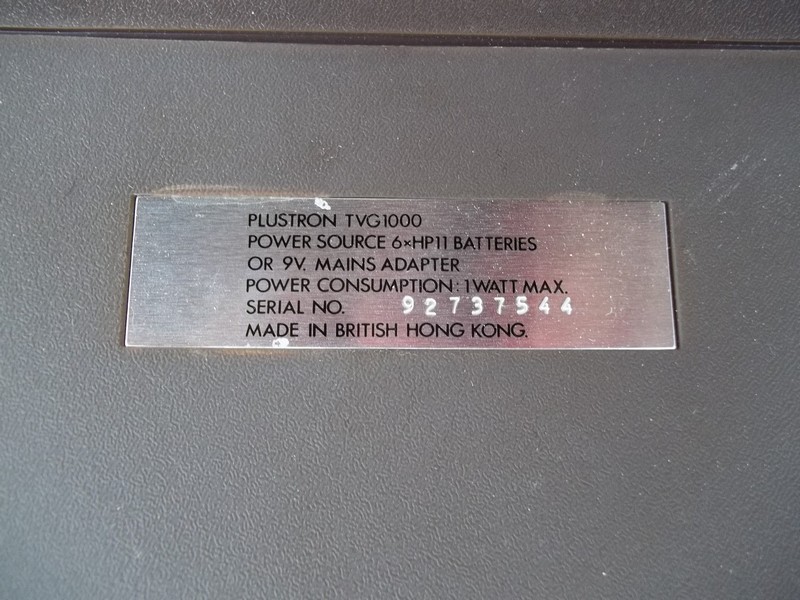 PLUSTRON TVG1000
POWER SOURCE 6×HP11 BATTERIES
OR 9V. MAINS ADAPTER
POWER CONSUMPTION: 1WATT MAX.
SERIAL NO. 92737544
MADE IN BRITISH HONG KONG.